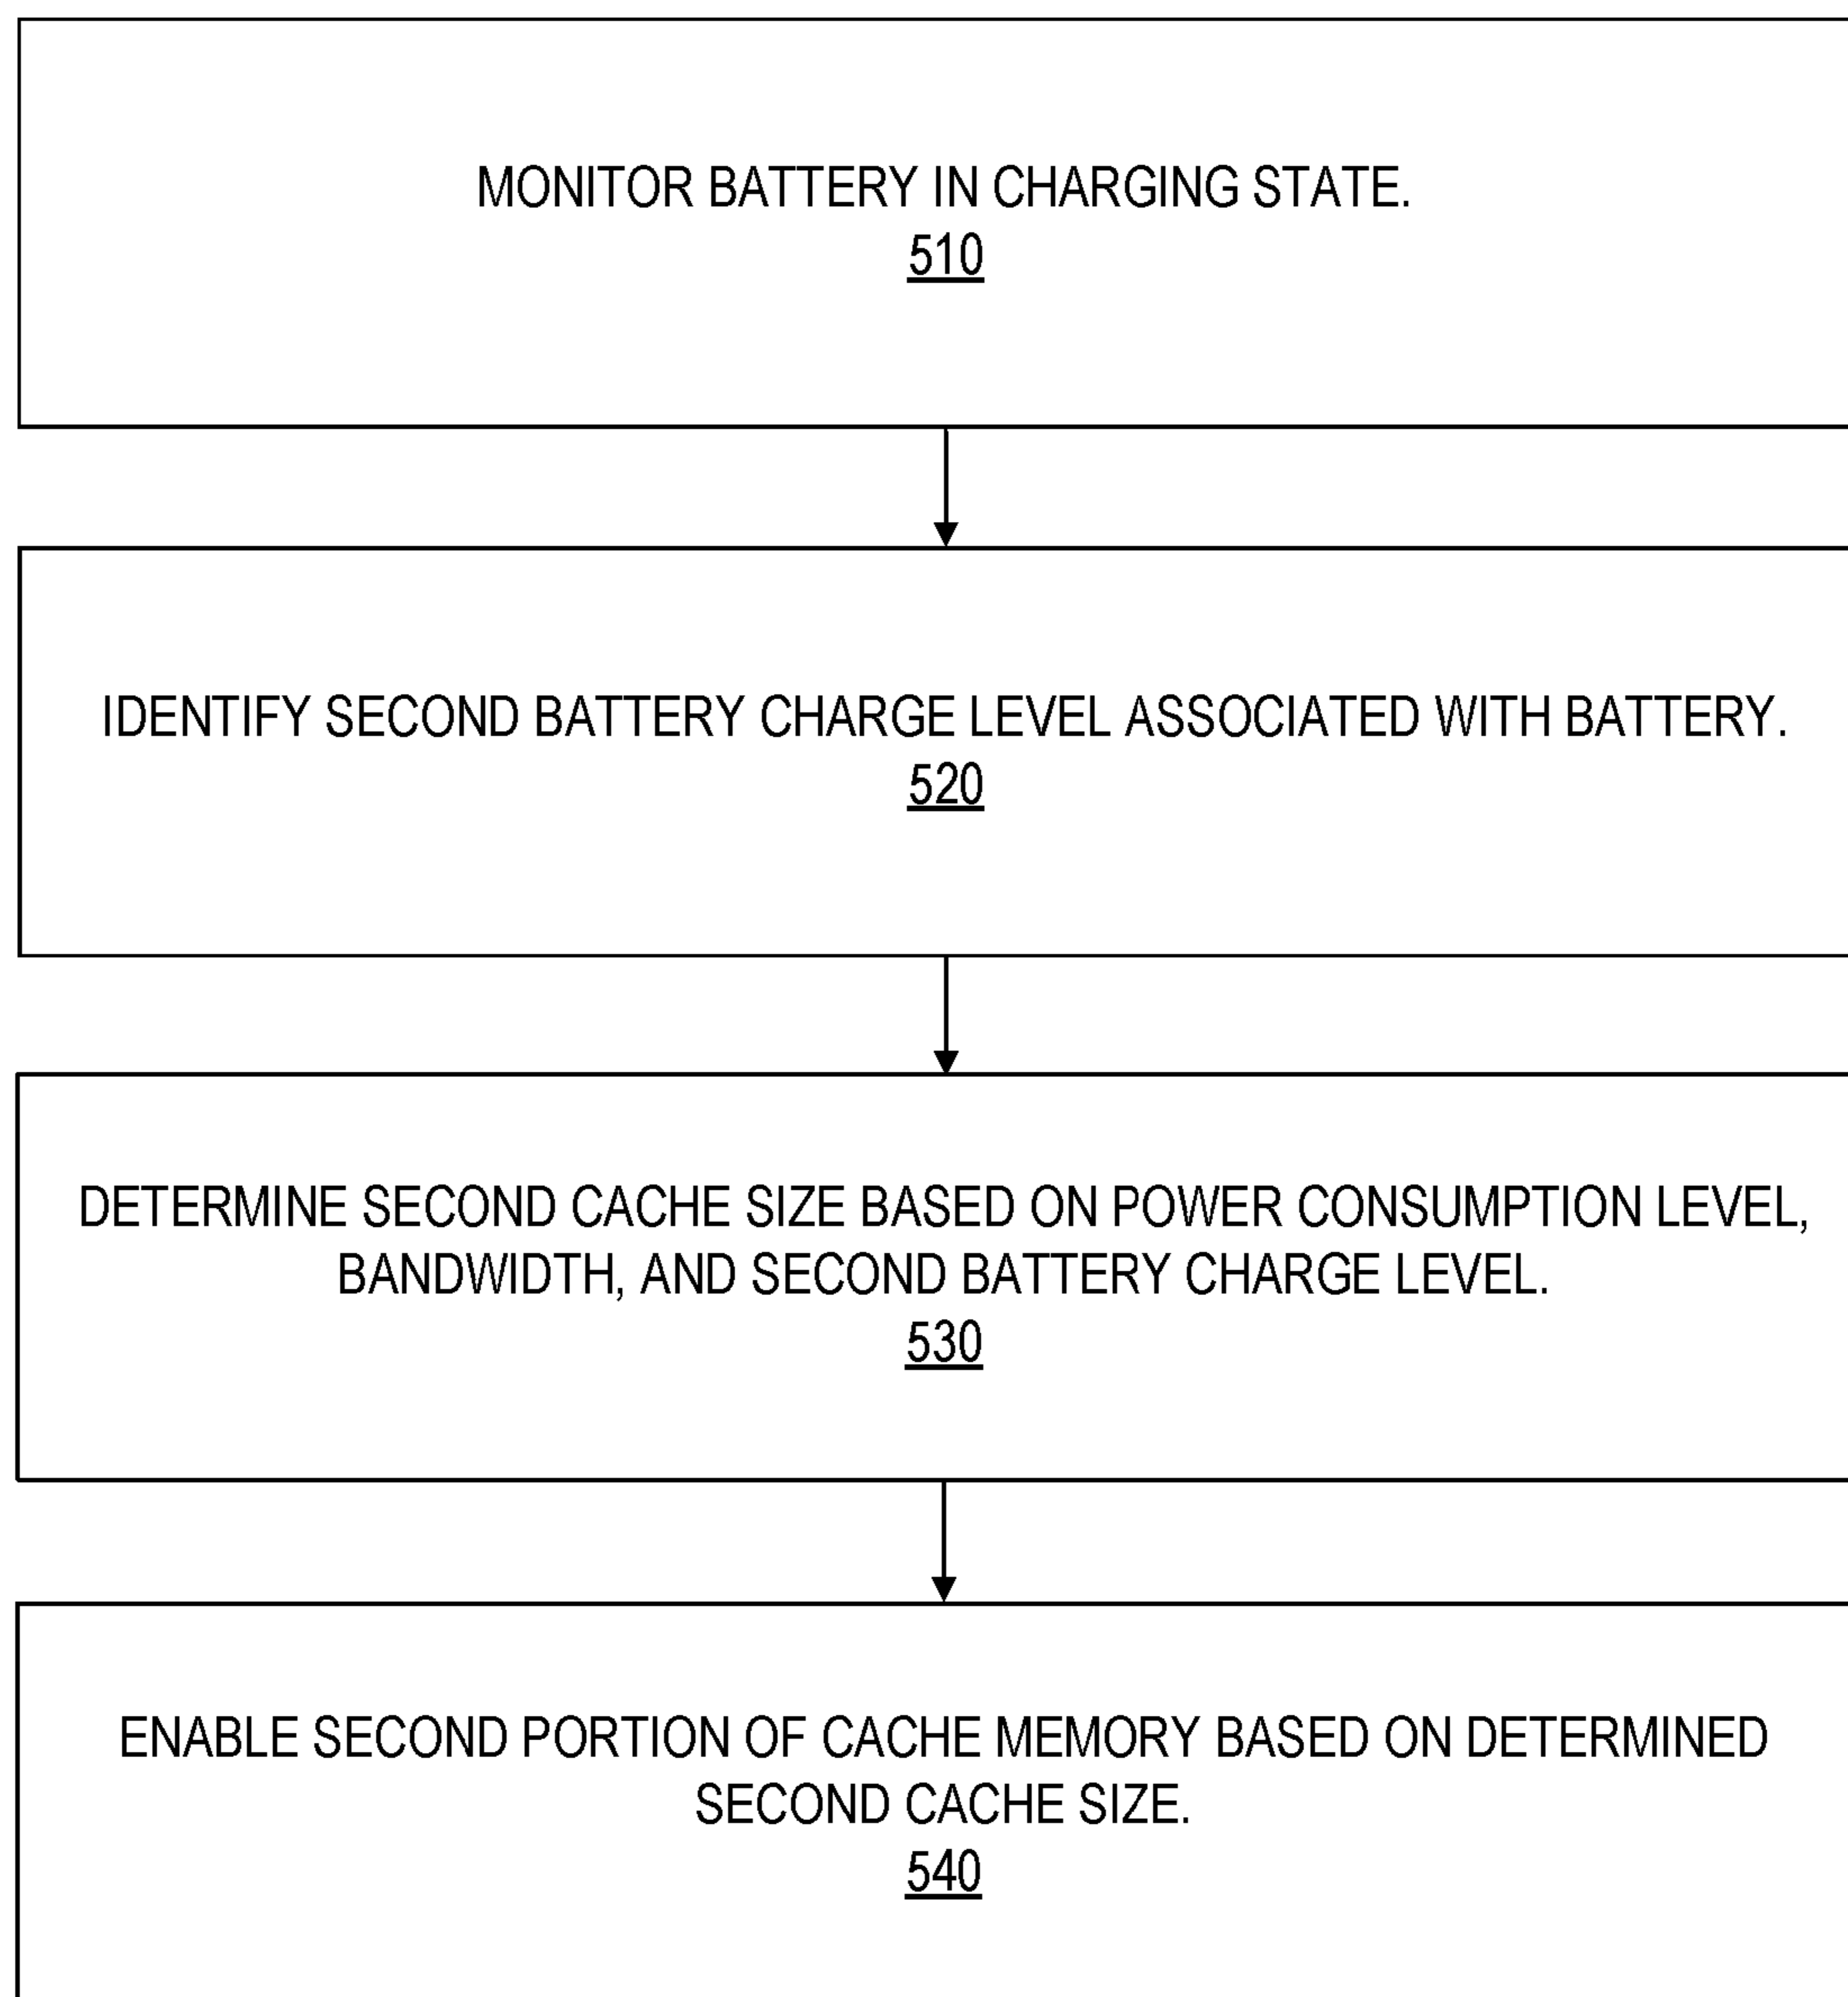 MONITOR BATTERY IN CHARGING STATE.
510
IDENTIFY SECOND BATTERY CHARGE LEVEL ASSOCIATED WITH BATTERY.
520
DETERMINE SECOND CACHE SIZE BASED ON POWER CONSUMPTION LEVEL,
BANDWIDTH, AND SECOND BATTERY CHARGE LEVEL.
530
ENABLE SECOND PORTION OF CACHE MEMORY BASED ON DETERMINED
SECOND CACHE SIZE.
540